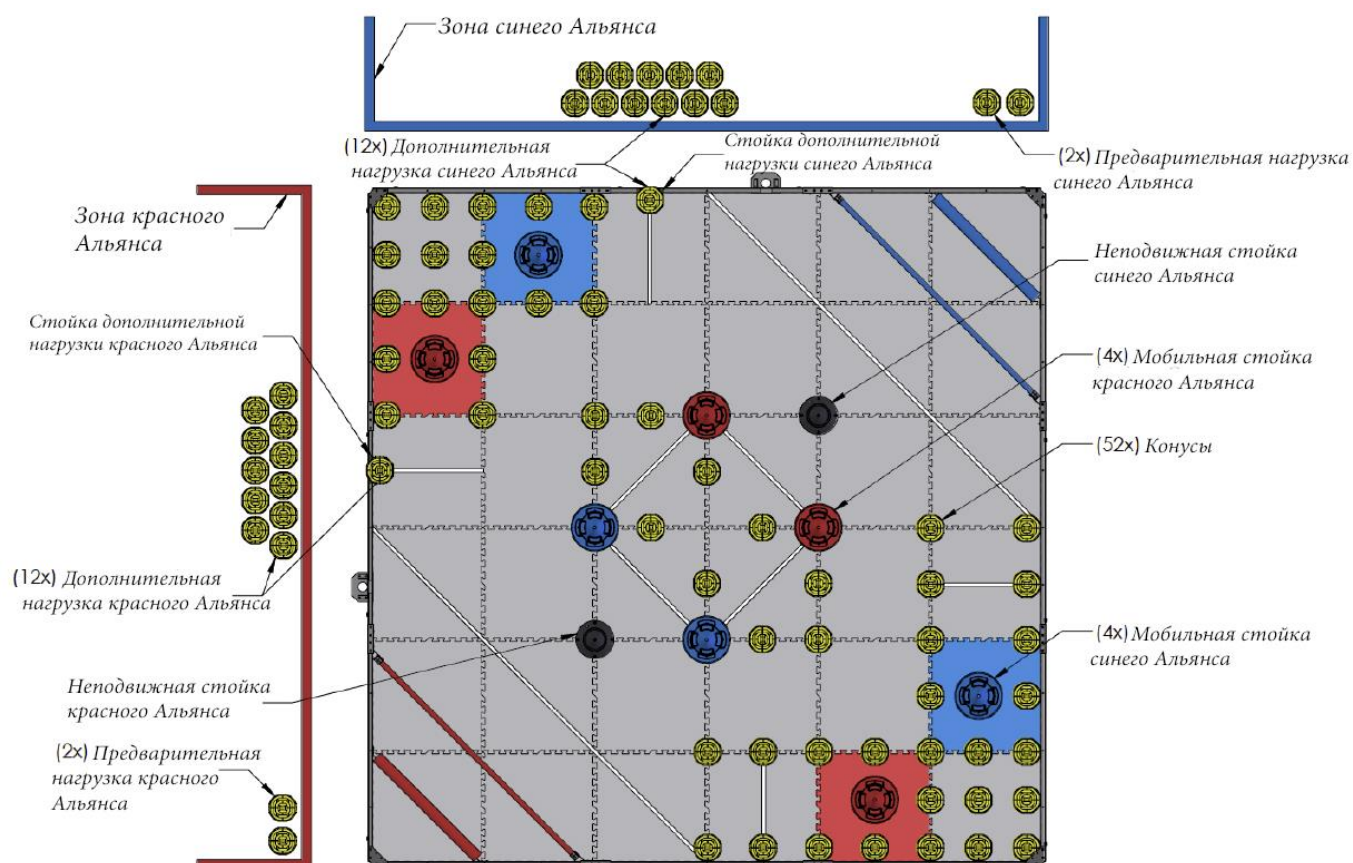 Зона синего Альянса
(12x) Дополнительная
нагрузка синего Альянса
Стойка дополнительной
нагрузки синего Альянса
(2x) Предварительная нагрузка
синего Альянса
Зона красного
Альянса
Неподвижная стойка
синего Альянса
Стойка дополнительной
нагрузки красного Альянса
(4x) Мобильная стойка
красного Альянса
(52x) Конусы
(12x) Дополнительная
нагрузка красного Альянса
(4x) Мобильная стойка
синего Альянса
Неподвижная стойка
красного Альянса
(2x) Предварительная
нагрузка красного
Альянса